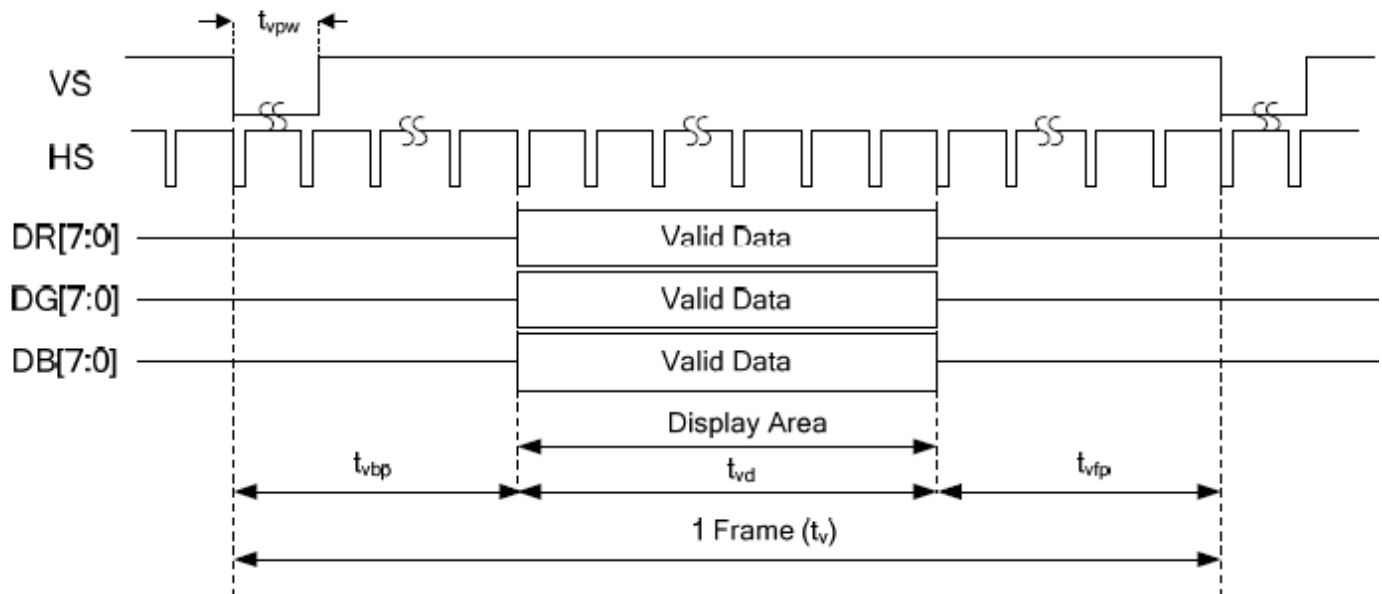 tvpw
VS
HS
DR[7:0] Valid Data
DG[7:0] Valid Data
DB[7:0] Valid Data
Display Area
tvbp tvd tvfp
1 Frame (tv)